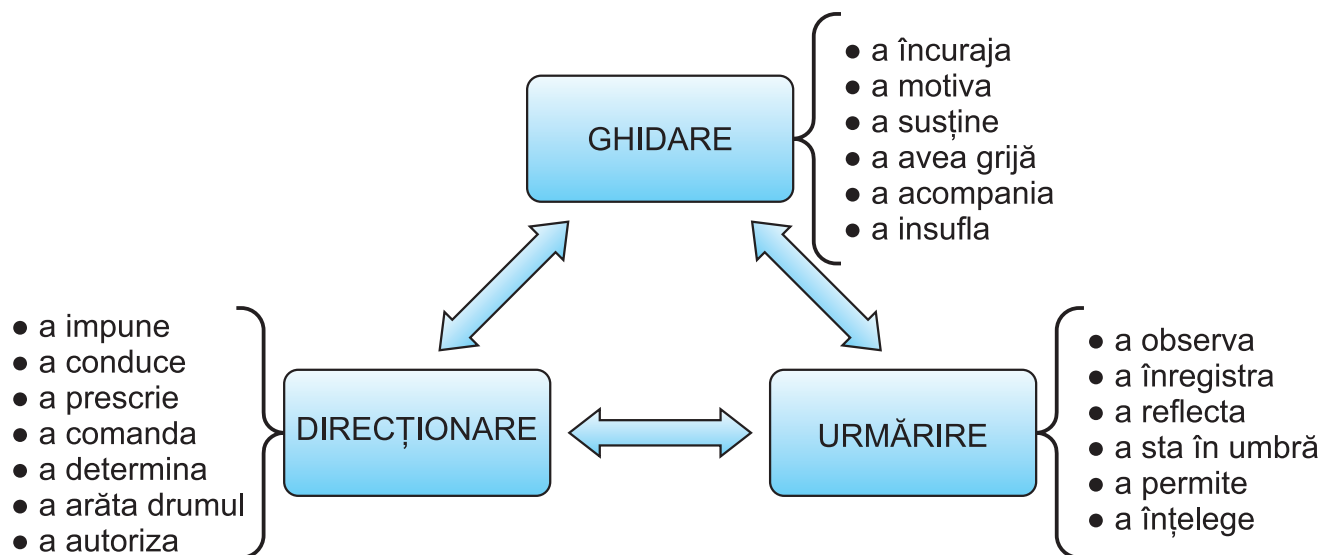 GHIDARE
● a încuraja
● a motiva
● a susține
● a avea grijă
● a acompania
● a insufla
● a impune
● a conduce
● a prescrie
● a comanda
● a determina
● a arăta drumul
● a autoriza
DIRECȚIONARE
URMĂRIRE
● a observa
● a înregistra
● a reflecta
● a sta în umbră
● a permite
● a înțelege